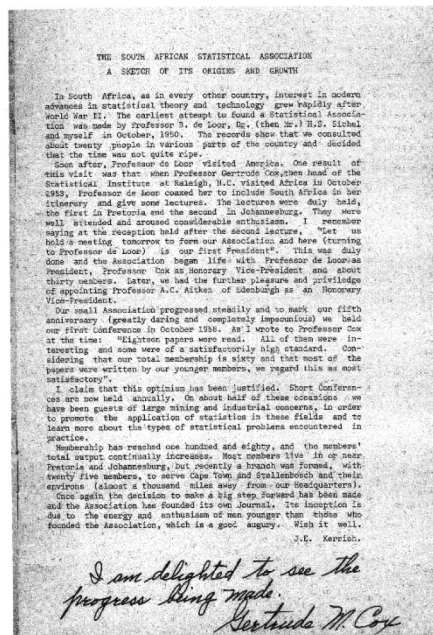 THE SOUTH AFRICAN STATISTICAL ASSOCIATION
A SKETCH OF ITS ORIGINS AND GROWTH
In South Africa, as in every other country, interest in modern
advances in statistical theory and technology grew rapidly after
World War II. The earliest attempt to found a Statistical Associa-
tion was made by Professor B. de Loor, Dr. (then Mr.) H.S. Sichel
and myself in October, 1950. The records show that we consulted
about twenty people in various parts of the country and decided
that the time was not quite ripe.
Soon after, Professor de Loor visited America. One result of
this visit was that when Professor Gertrude Cox, then head of the
Statistical Institute at Raleigh, N.C. visited Africa in October
1953, Professor de Loor coaxed her to include South Africa in her
itinerary and give some lectures. The lectures were duly held,
the first in Pretoria and the second in Johannesburg. They were
well attended and aroused considerable enthusiasm. I remember
saying at the reception held after the second lecture, "Let us
hold a meeting tomorrow to form our Association and here (turning
to Professor de Loor) is our first President". This was duly
done and the Association began life with Professor de Loor as
President, Professor Cox as Honorary Vice-President and about
thirty members. Later, we had the further pleasure and priviledge
of appointing Professor A.C. Aitken of Edenburgh as an Honorary
Vice-President.
Our small Association progressed steadily and to mark our fifth
anniversary (greatly daring and completely impecunious) we held
our first Conference in October 1958. As I wrote to Professor Cox
at the time: "Eighteen papers were read. All of them were in-
teresting and some were of a satisfactorily high standard. Con-
sidering that our total membership is sixty and that most of the
papers were written by our younger members, we regard this as most
satisfactory".
I claim that this optimism has been justified. Short Conferen-
ces are now held annually. On about half of these occasions we
have been guests of large mining and industrial concerns, in order
to promote the application of statistics in these fields and to
learn more about the types of statistical problems encountered in
practice.
Membership has reached one hundred and eighty, and the members'
total output continually increases. Most members live in or near
Pretoria and Johannesburg, but recently a branch was formed, with
twenty five members, to serve Cape Town and Stellenbosch and their
environs (almost a thousand miles away from our Headquarters).
Once again the decision to make a big step forward has been made
and the Association has founded its own Journal. Its inception is
due to the energy and enthusiasm of men younger than those who
founded the Association, which is a good augury. Wish it well.
J.E. Kerrich.
I am delighted to see the
progress being made.
Gertrude M. Cox